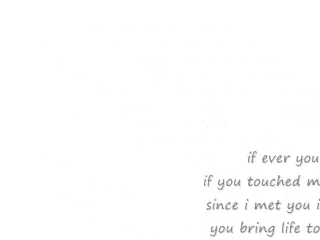 if ever you
if you touched m
since i met you i
you bring life to